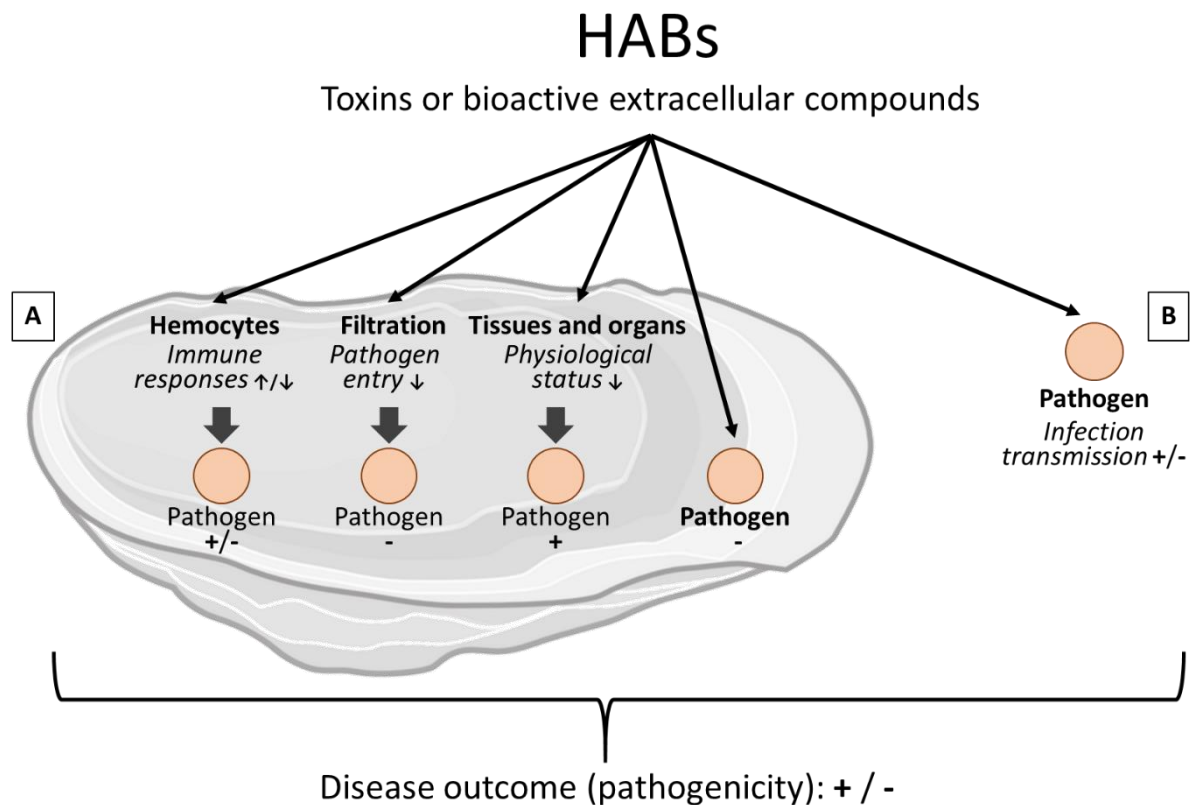 HABs
Toxins or bioactive extracellular compounds
A
Hemocytes
Immune
responses ↑/↓
Pathogen
+/-
Filtration
Pathogen
entry ↓
Pathogen
-
Tissues and organs
Physiological
status ↓
Pathogen
+
Pathogen
-
B
Pathogen
Infection
transmission +/-
Disease outcome (pathogenicity): + / -